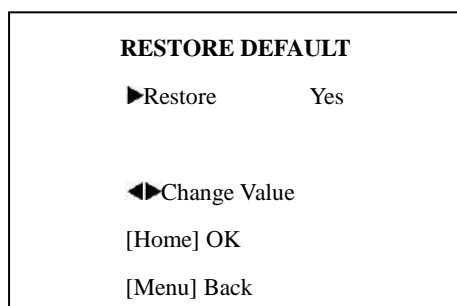 RESTORE DEFAULT
▶Restore Yes
◀▶Change Value
[Home] OK
[Menu] Back